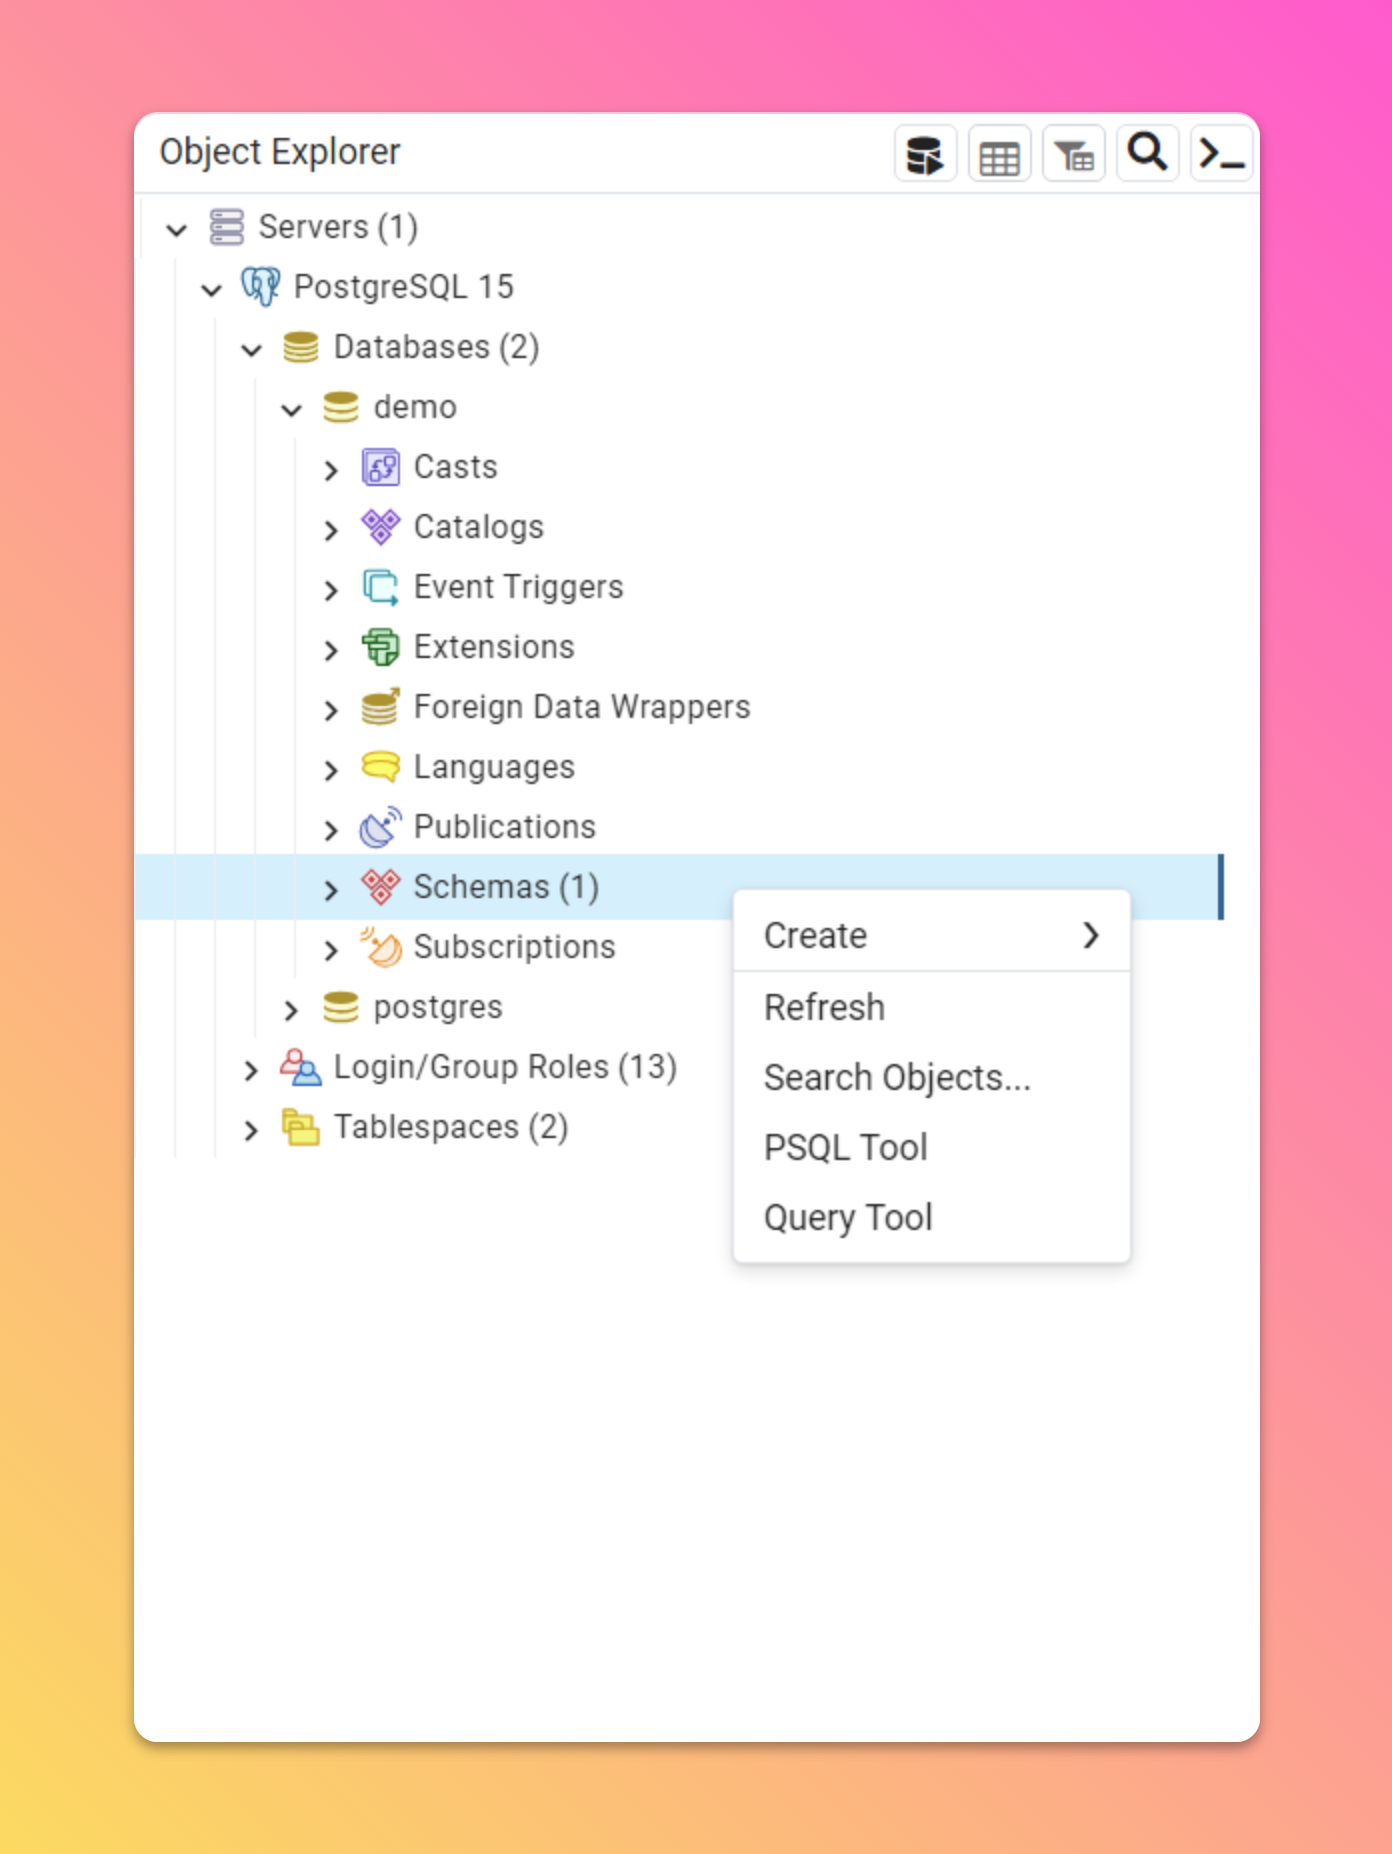 Object Explorer
Servers (1)
PostgreSQL 15
Databases (2)
demo
Casts
Catalogs
Event Triggers
Extensions
Foreign Data Wrappers
Languages
Publications
Schemas (1)
Subscriptions
postgres
Login/Group Roles (13)
Tablespaces (2)
Create
Refresh
Search Objects...
PSQL Tool
Query Tool